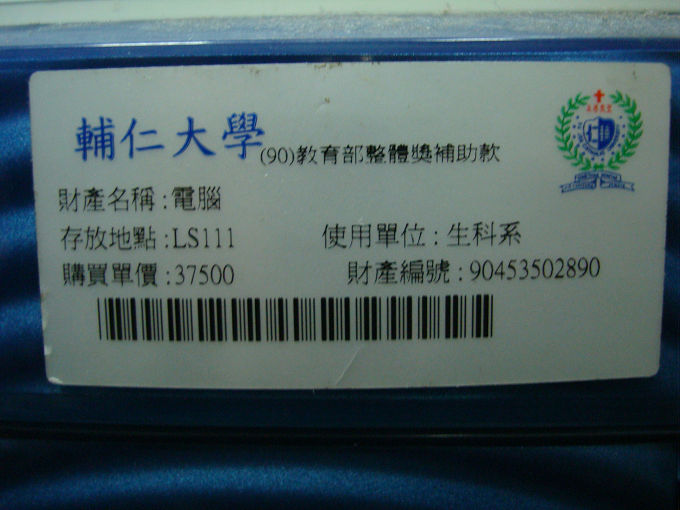 輔仁大學(90)教育部整體獎補助款
財產名稱:電腦
存放地點:LS111 使用單位:生科系
購買單價:37500 財產編號:90453502890